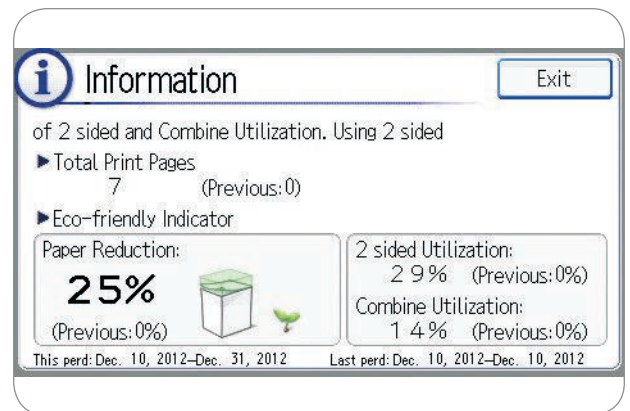 i Information
Exit
of 2 sided and Combine Utilization. Using 2 sided
▶Total Print Pages
7 (Previous:0)
▶Eco-friendly Indicator
Paper Reduction:
25%
(Previous:0%)
2 sided Utilization:
29% (Previous:0%)
Combine Utilization:
14% (Previous:0%)
This perd: Dec. 10, 2012–Dec. 31, 2012
Last perd: Dec. 10, 2012–Dec. 10, 2012